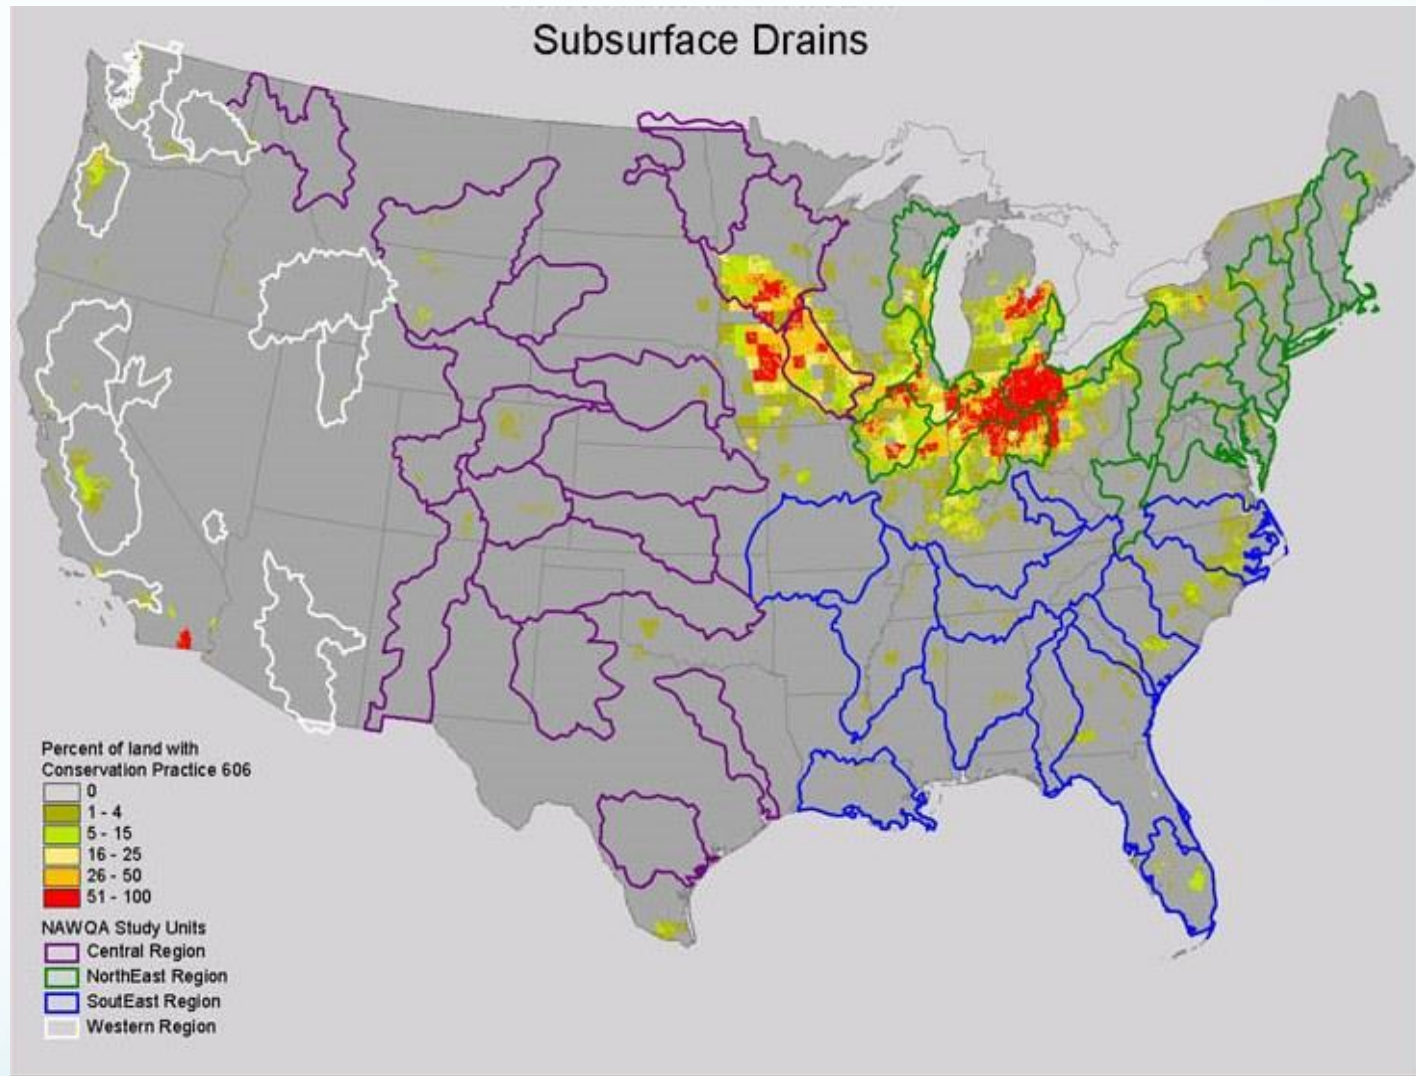 Subsurface Drains
Percent of land with
Conservation Practice 606
0
1 - 4
5 - 15
16 - 25
26 - 50
51 - 100
NAWQA Study Units
Central Region
NorthEast Region
SoutEast Region
Western Region